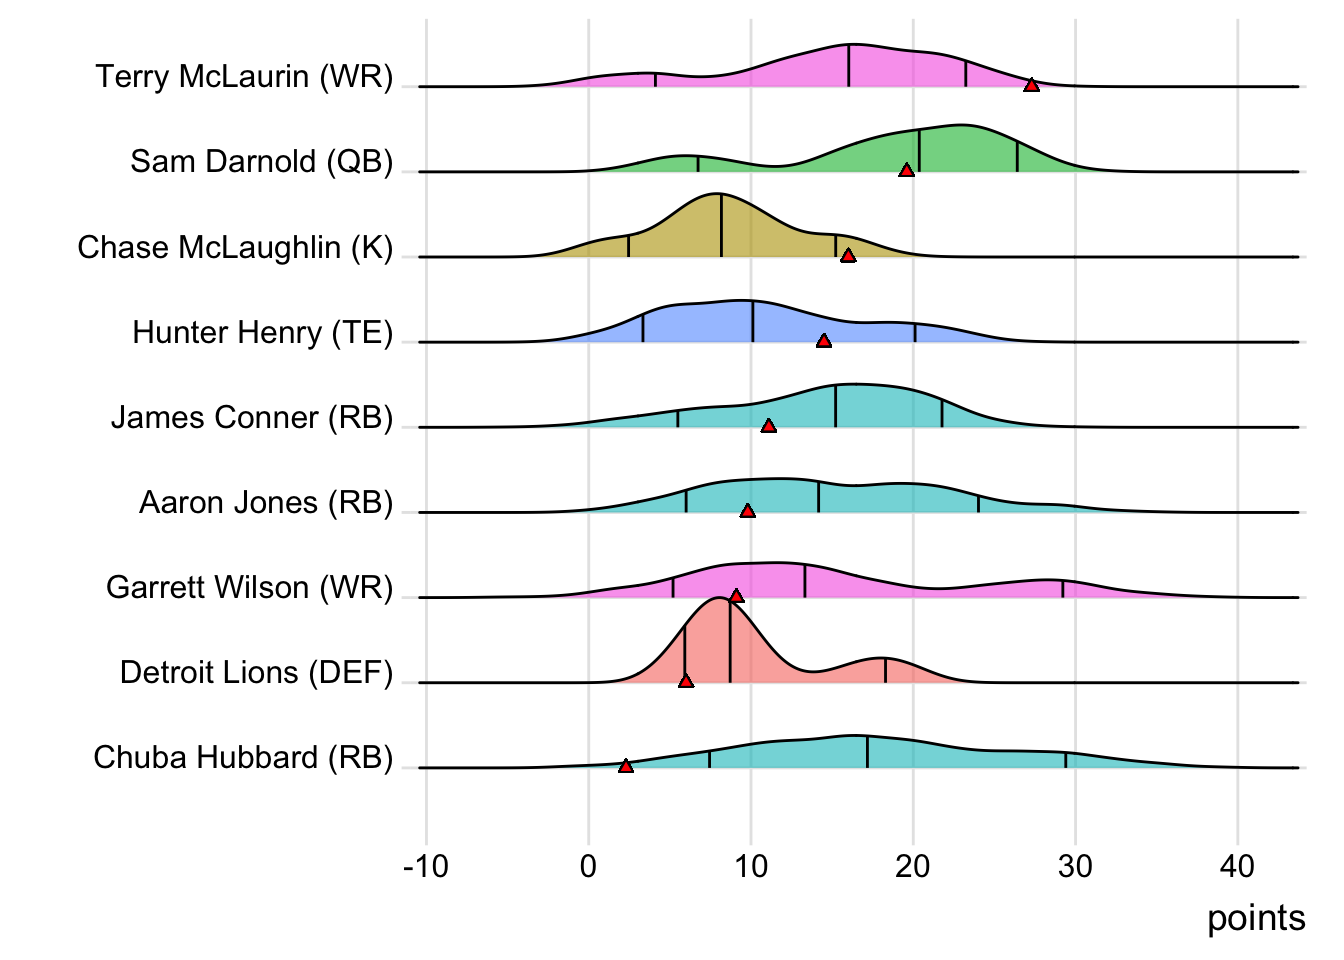 Terry McLaurin (WR)
Sam Darnold (QB)
Chase McLaughlin (K)
Hunter Henry (TE)
James Conner (RB)
Aaron Jones (RB)
Garrett Wilson (WR)
Detroit Lions (DEF)
Chuba Hubbard (RB)
-10 0 10 20 30 40
points